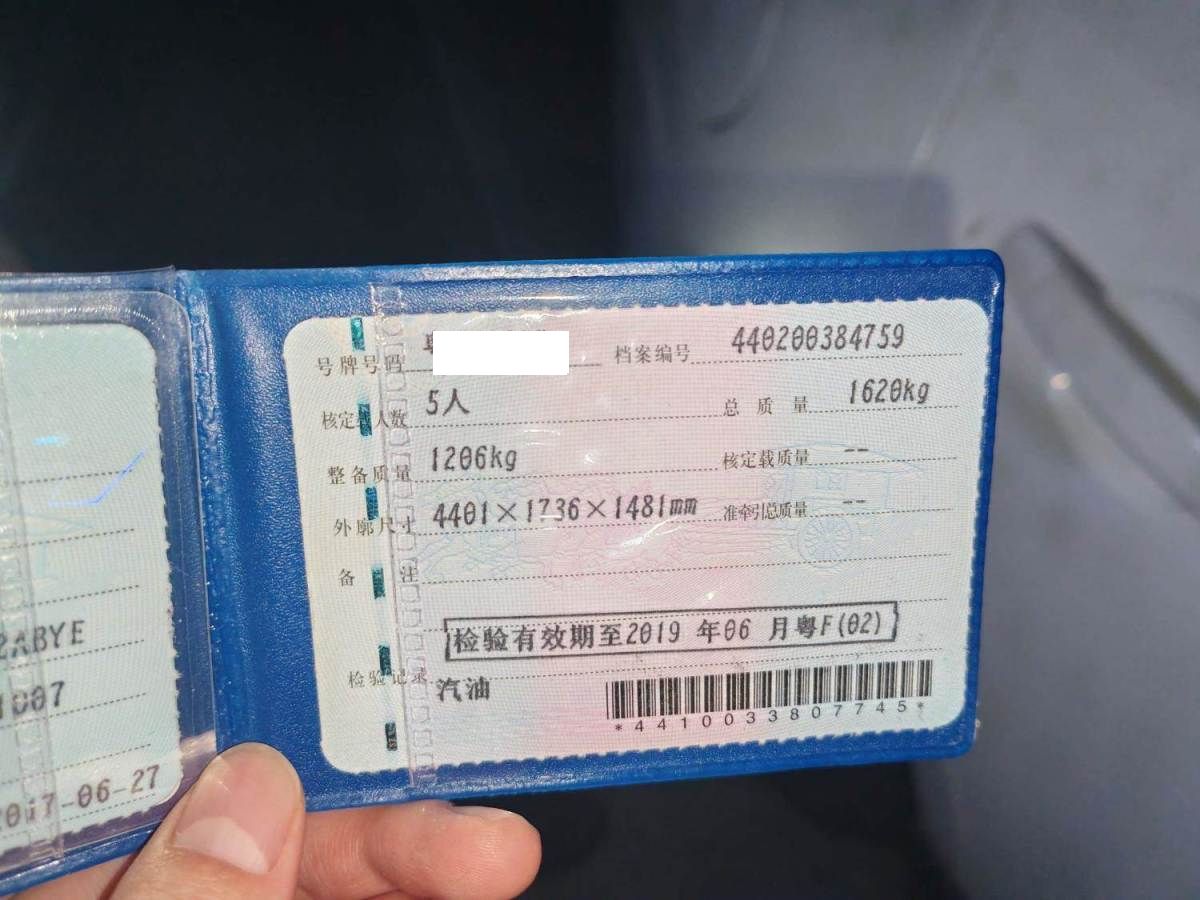 2ABYE
1007
2017-06-27
号牌号码 粤 档案编号 440200384759
核定载人数 5人 总质量 1620kg
整备质量 1206kg 核定载质量 --
外廓尺寸 4401×1736×1481mm 准牵引总质量 --
备注
检验有效期至2019年06月粤F(02)
检验记录 汽油
*4410033807745*